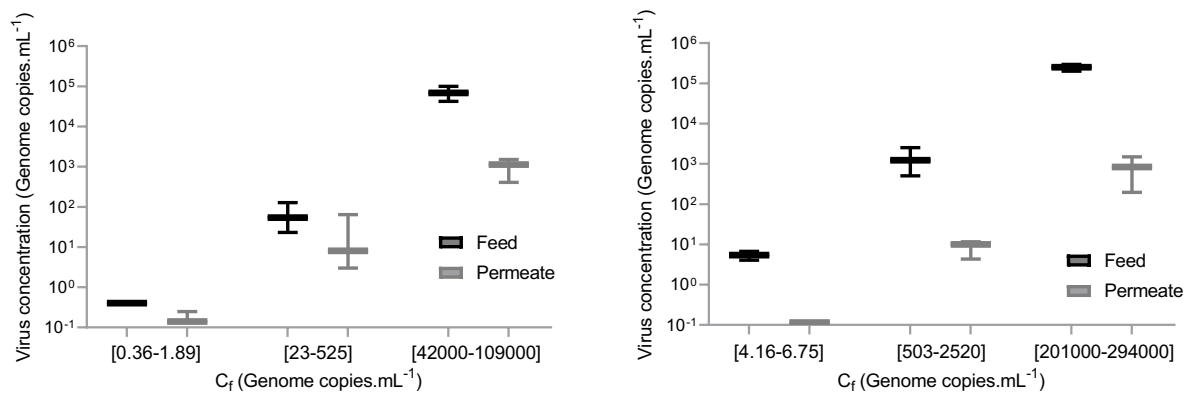 Virus concentration (Genome copies.mL⁻¹)
10⁶
10⁵
10⁴
10³
10²
10¹
10⁰
10⁻¹
Feed
Permeate
[0.36-1.89] [23-525] [42000-109000]
C_f (Genome copies.mL⁻¹)
Virus concentration (Genome copies.mL⁻¹)
10⁶
10⁵
10⁴
10³
10²
10¹
10⁰
10⁻¹
Feed
Permeate
[4.16-6.75] [503-2520] [201000-294000]
C_f (Genome copies.mL⁻¹)